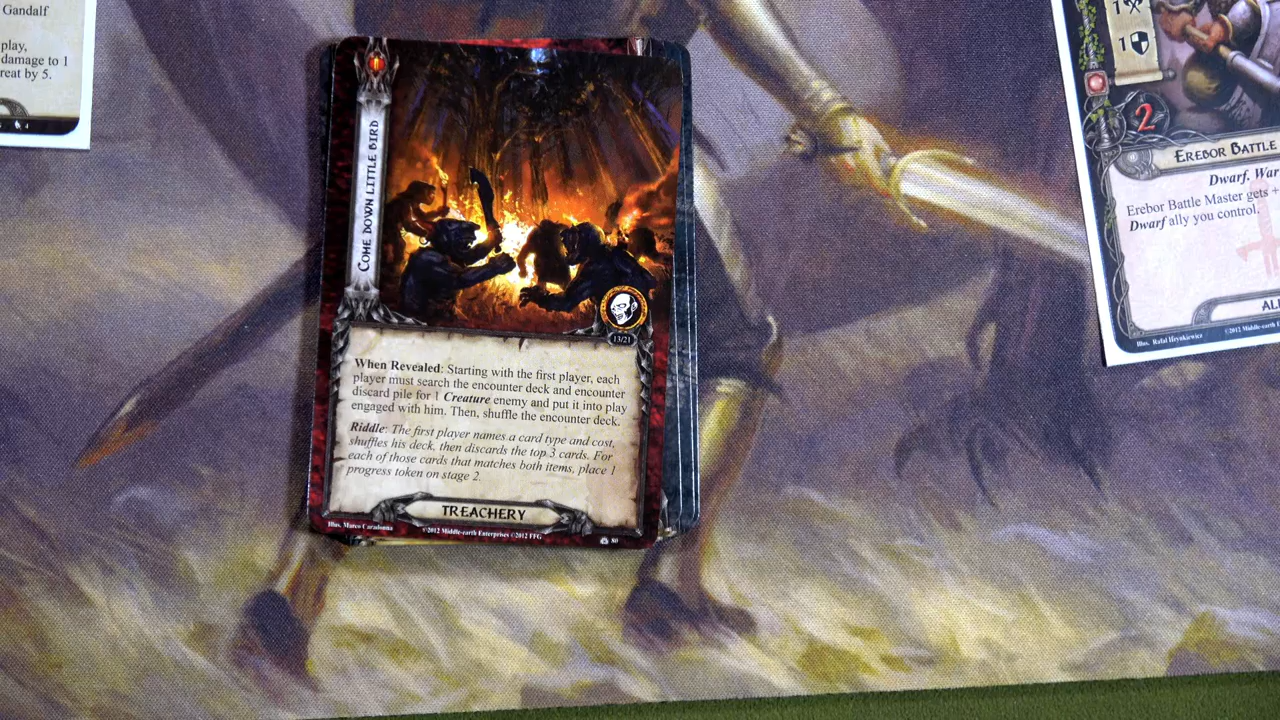 Gandalf
play,
damage to 1
reat by 5.
COME DOWN LITTLE BIRD
13/21
When Revealed: Starting with the first player, each
player must search the encounter deck and encounter
discard pile for 1 Creature enemy and put it into play
engaged with him. Then, shuffle the encounter deck.
Riddle: The first player names a card type and cost,
shuffles his deck, then discards the top 3 cards. For
each of those cards that matches both items, place 1
progress token on stage 2.
TREACHERY
Illus. Marco Caradonna ©2012 Middle-earth Enterprises ©2012 FFG 80
1
1
2
EREBOR BATTLE
Dwarf. War
Erebor Battle Master gets +
Dwarf ally you control.
ALL
Illus. Rafal Hrynkiewicz ©2012 Middle-earth